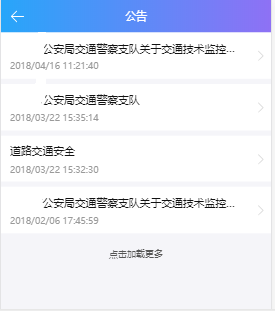 公告
公安局交通警察支队关于交通技术监控...
2018/04/16 11:21:40
公安局交通警察支队
2018/03/22 15:35:14
道路交通安全
2018/03/22 15:32:30
公安局交通警察支队关于交通技术监控...
2018/02/06 17:45:59
点击加载更多